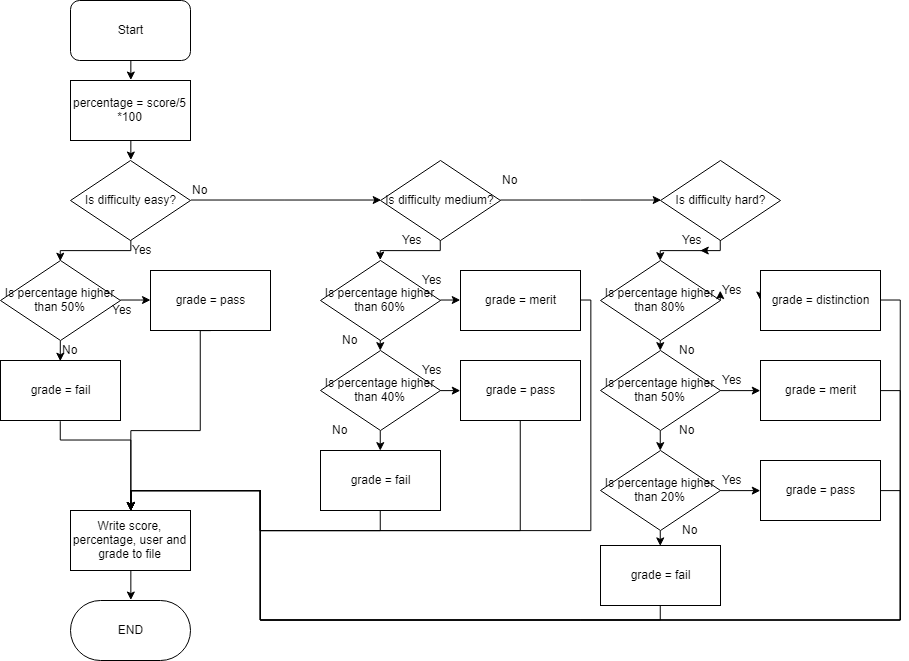 Start
percentage = score/5
*100
Is difficulty easy?
No
Is difficulty medium?
No
Is difficulty hard?
Yes
Yes
Yes
Is percentage higher
than 50%
Yes
grade = pass
No
grade = fail
Is percentage higher
than 60%
Yes
grade = merit
No
Is percentage higher
than 40%
Yes
grade = pass
No
grade = fail
Is percentage higher
than 80%
Yes
grade = distinction
No
Is percentage higher
than 50%
Yes
grade = merit
No
Is percentage higher
than 20%
Yes
grade = pass
No
grade = fail
Write score,
percentage, user and
grade to file
END